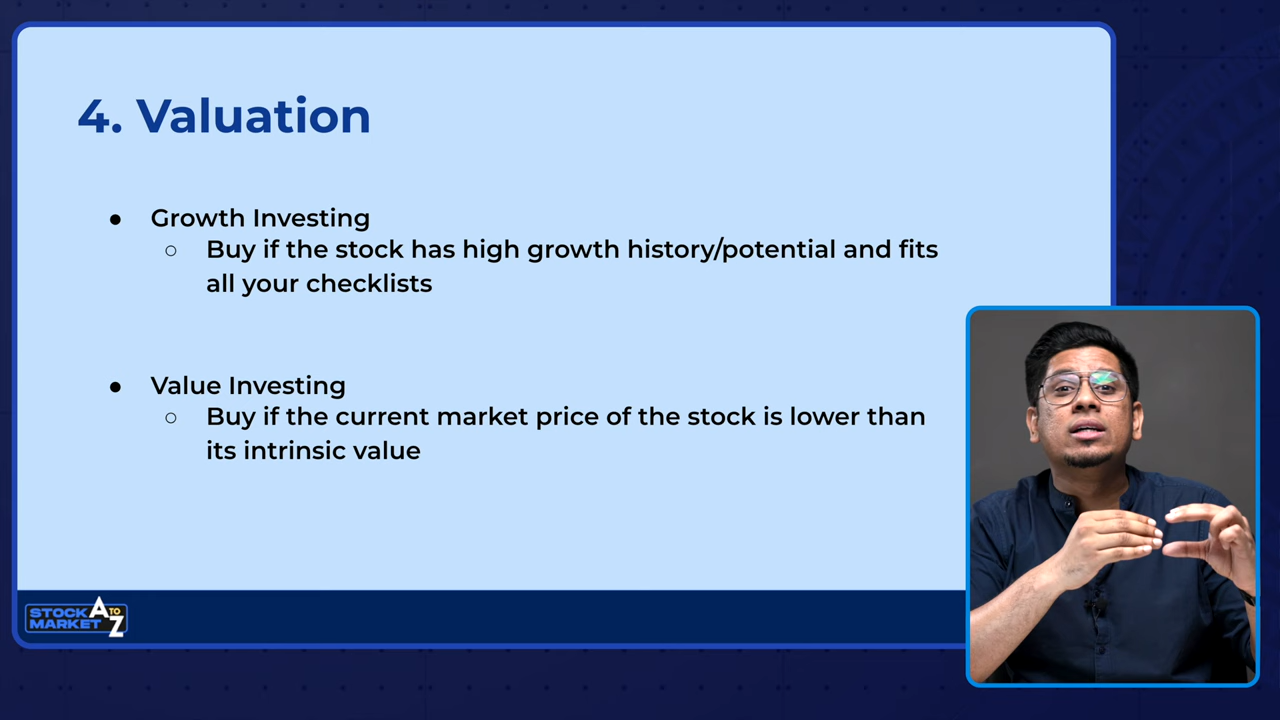 4. Valuation
● Growth Investing
○ Buy if the stock has high growth history/potential and fits
all your checklists
● Value Investing
○ Buy if the current market price of the stock is lower than
its intrinsic value
STOCK A TO
MARKET Z